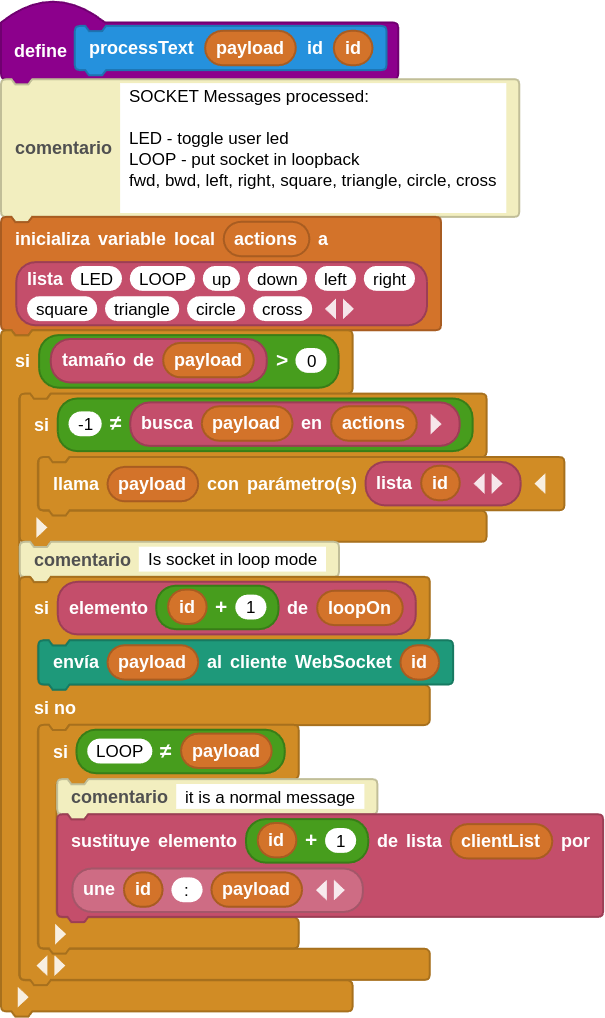 define processText payload id id
SOCKET Messages processed:
LED - toggle user led
comentario
LOOP - put socket in loopback
fwd, bwd, left, right, square, triangle, circle, cross
inicializa variable local actions a
lista LED LOOP up down left right
square triangle circle cross
si tamaño de payload > 0
si -1 ≠ busca payload en actions
llama payload con parámetro(s) lista id
comentario Is socket in loop mode
si elemento id + 1 de loopOn
envía payload al cliente WebSocket id
si no
si LOOP ≠ payload
comentario it is a normal message
sustituye elemento id + 1 de lista clientList por
une id : payload